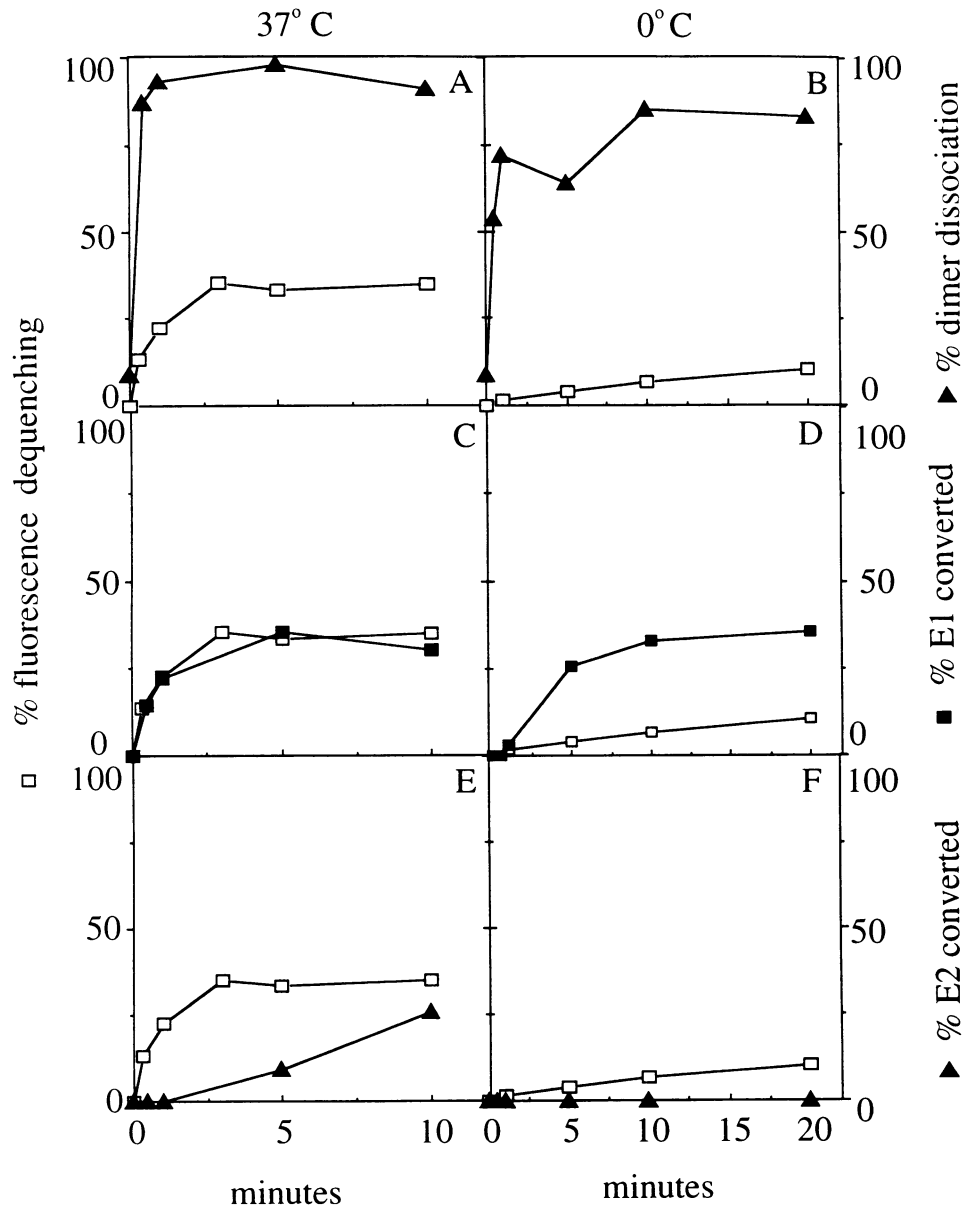 37° C
0° C
100
A
B
100
50
50
0
0
100
C
D
100
50
50
0
0
100
E
F
100
50
50
0
0
0
5
10
0
5
10
15
20
minutes
minutes
□ % fluorescence dequenching
▲ % dimer dissociation
■ % E1 converted
▲ % E2 converted